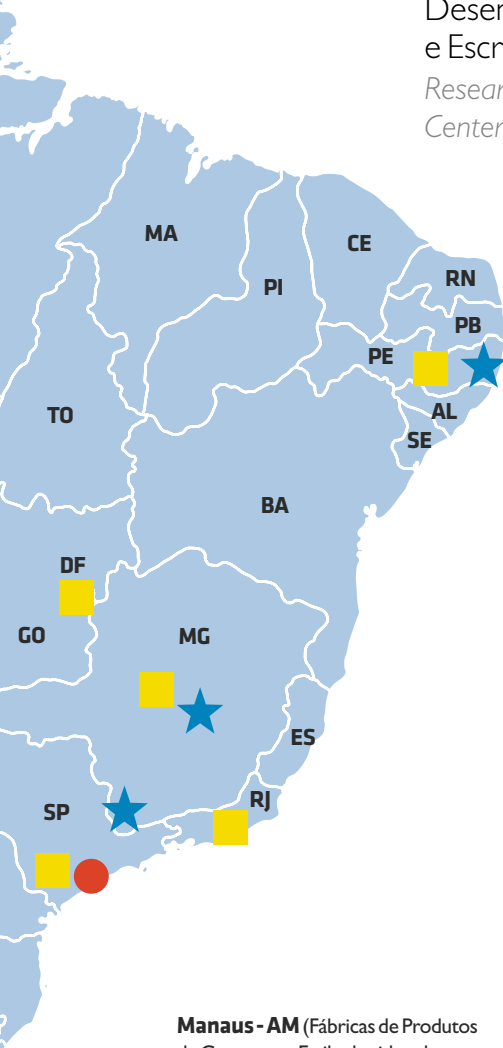 e Escr
Resear
Center
MA
CE
PI
RN
PB
PE
AL
TO
SE
BA
DF
GO
MG
ES
RJ
SP
Manaus - AM (Fábricas de Produtos